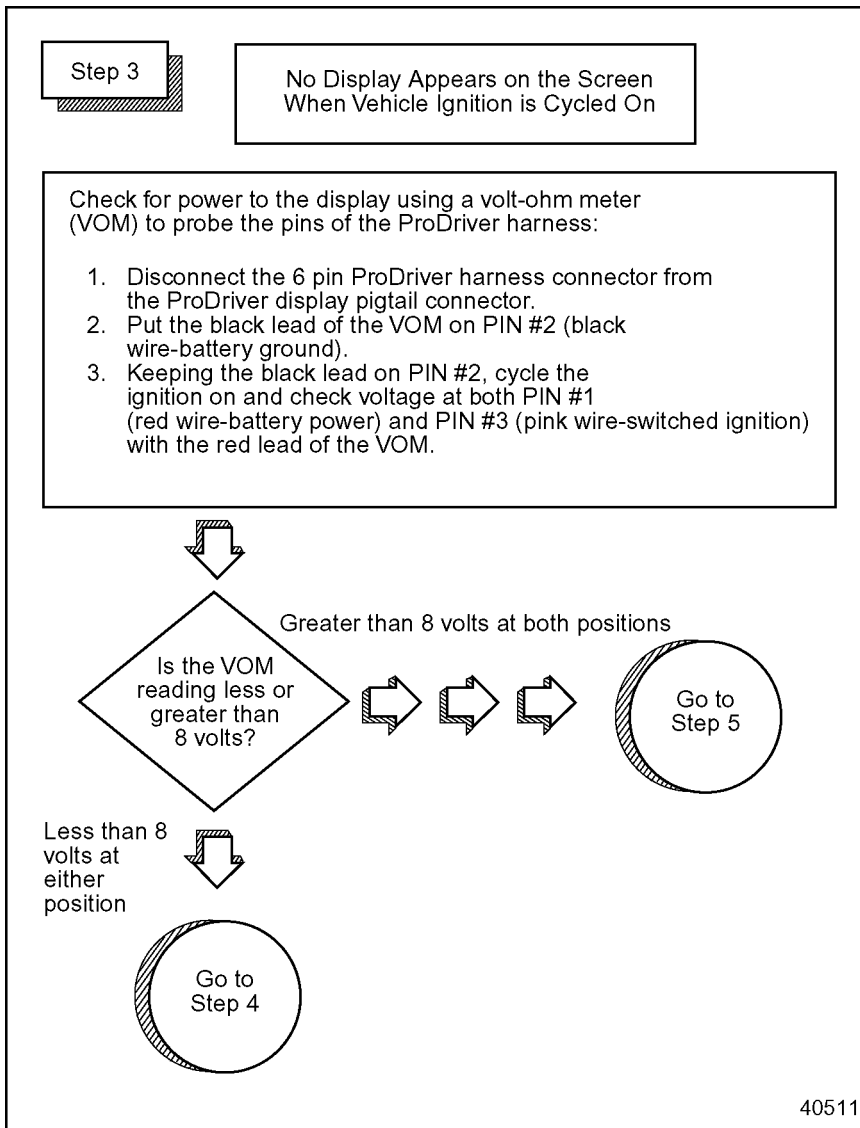 Step 3
No Display Appears on the Screen
When Vehicle Ignition is Cycled On
Check for power to the display using a volt-ohm meter
(VOM) to probe the pins of the ProDriver harness:
1. Disconnect the 6 pin ProDriver harness connector from
the ProDriver display pigtail connector.
2. Put the black lead of the VOM on PIN #2 (black
wire-battery ground).
3. Keeping the black lead on PIN #2, cycle the
ignition on and check voltage at both PIN #1
(red wire-battery power) and PIN #3 (pink wire-switched ignition)
with the red lead of the VOM.
Greater than 8 volts at both positions
Is the VOM
reading less or
greater than
8 volts?
Go to
Step 5
Less than 8
volts at
either
position
Go to
Step 4
40511